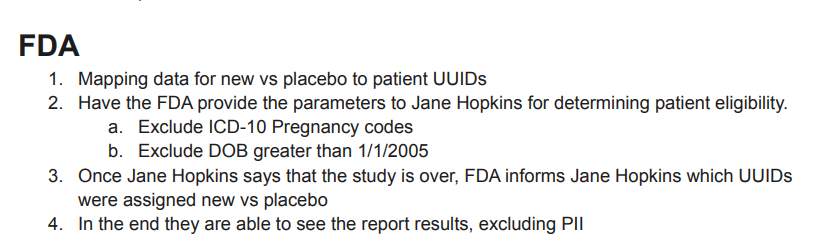 FDA
1. Mapping data for new vs placebo to patient UUIDs
2. Have the FDA provide the parameters to Jane Hopkins for determining patient eligibility.
a. Exclude ICD-10 Pregnancy codes
b. Exclude DOB greater than 1/1/2005
3. Once Jane Hopkins says that the study is over, FDA informs Jane Hopkins which UUIDs
were assigned new vs placebo
4. In the end they are able to see the report results, excluding PII